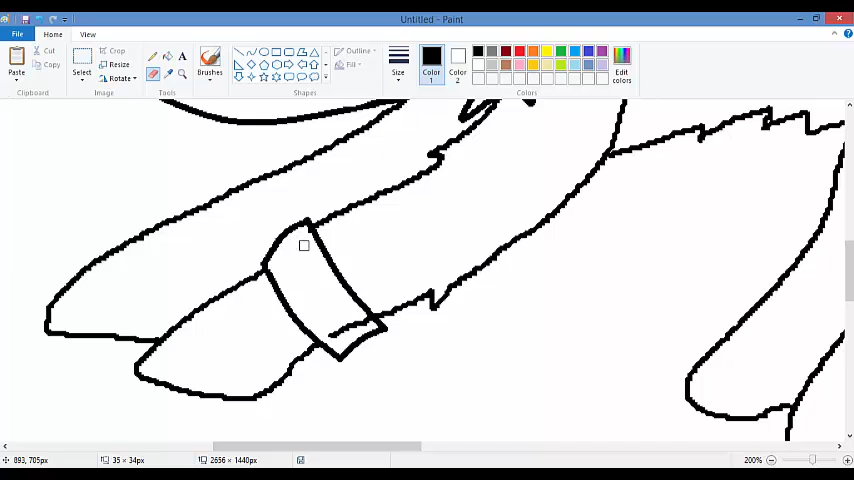 Untitled - Paint
File
Home
View
Paste
Cut
Copy
Clipboard
Select
Crop
Resize
Rotate
Image
A
Tools
Brushes
Shapes
Outline
Fill
Size
Color
1
Color
2
Edit
colors
Colors
893, 705px
35 × 34px
2656 × 1440px
200%